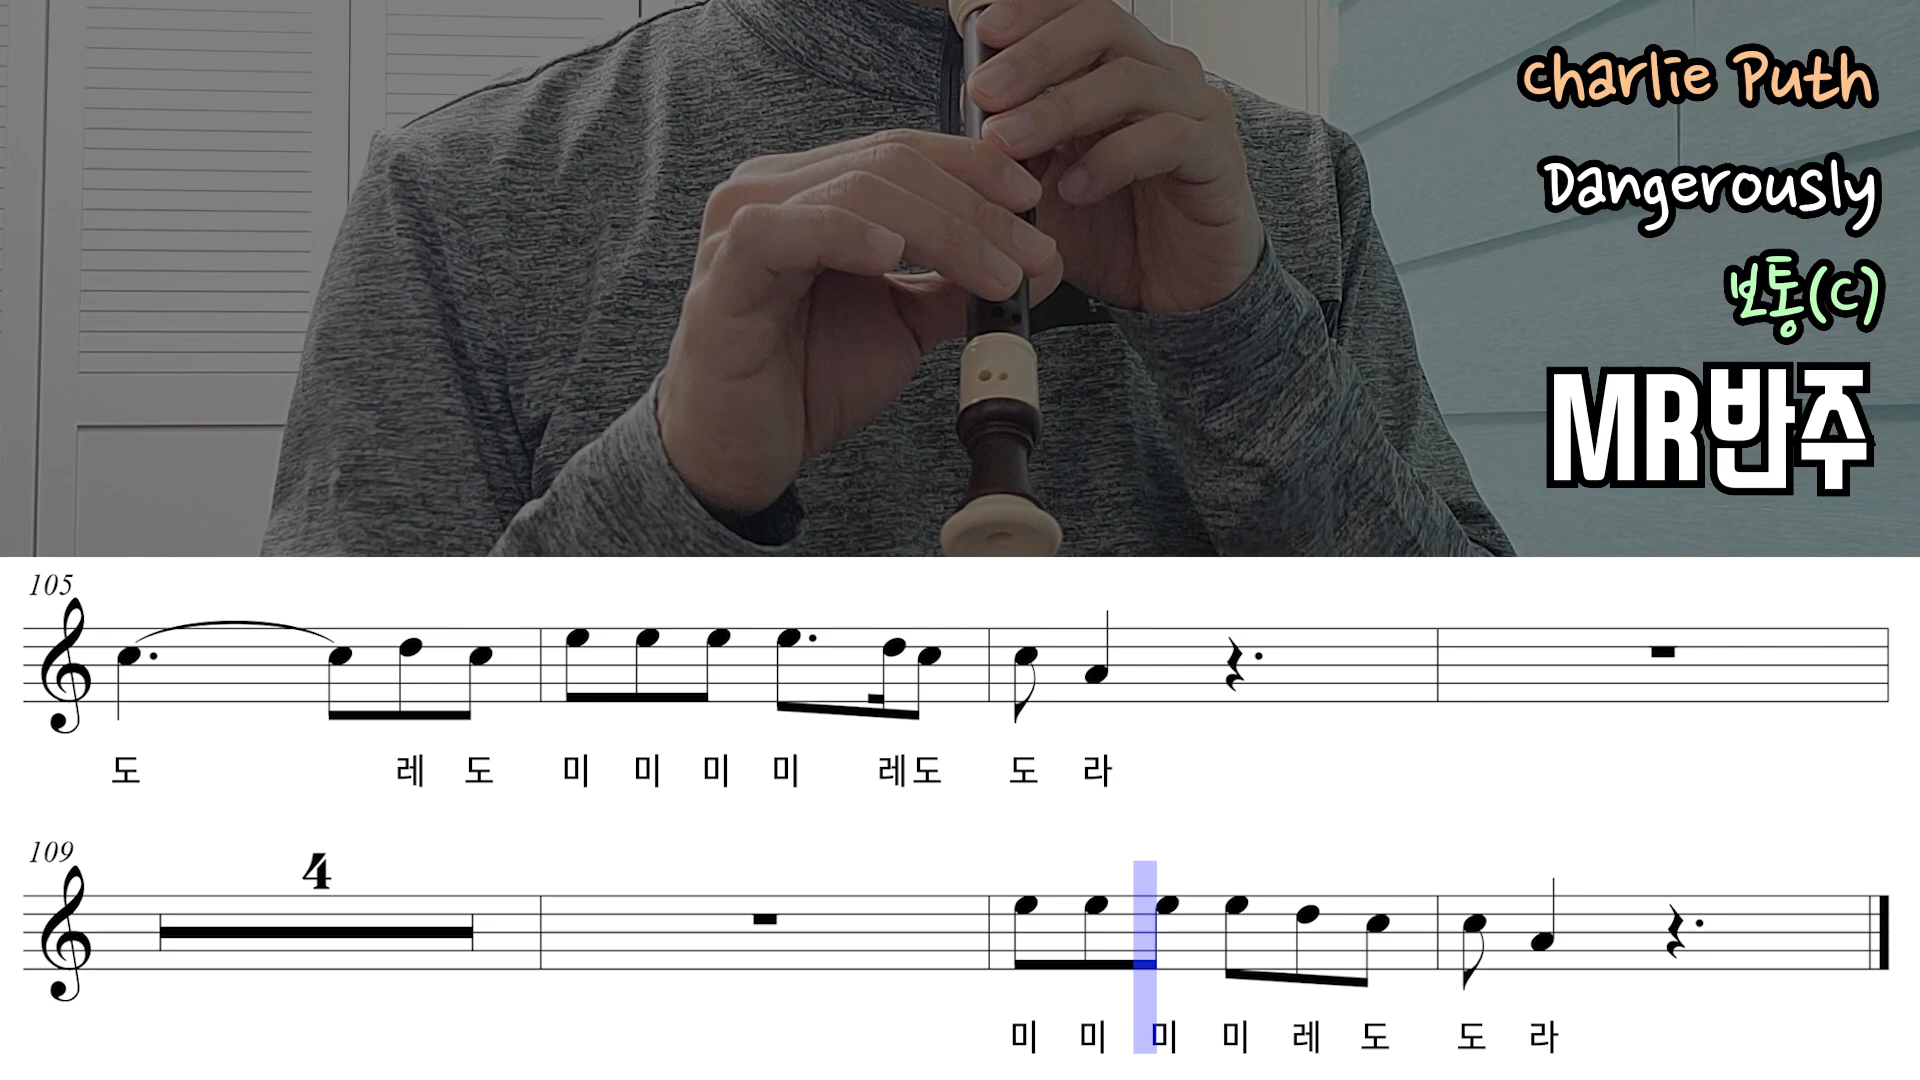 Charlie Puth
Dangerously
보통(C)
MR반주
105
도 레 도 미 미 미 미 레 도 도 라
109
4
미 미 미 미 레 도 도 라